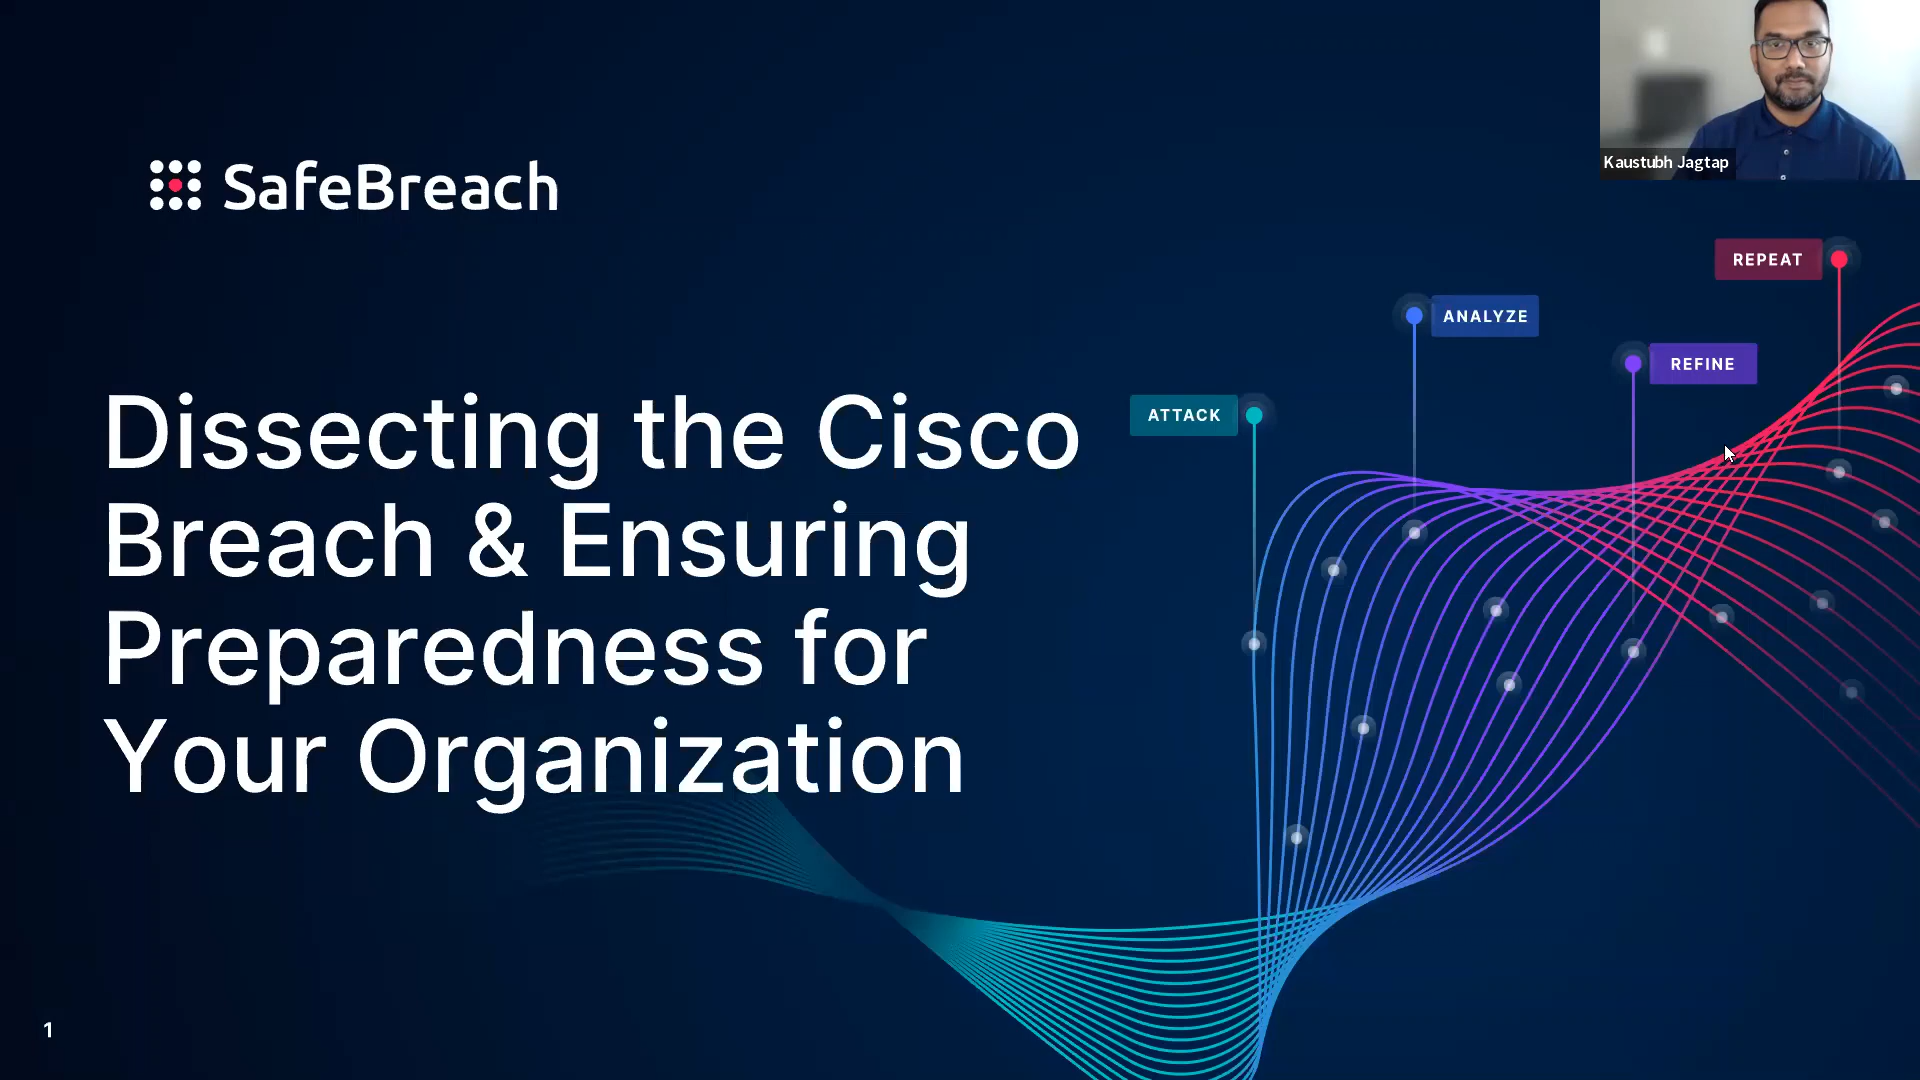 SafeBreach
Kaustubh Jagtap
REPEAT
ANALYZE
REFINE
ATTACK
Dissecting the Cisco
Breach & Ensuring
Preparedness for
Your Organization
1